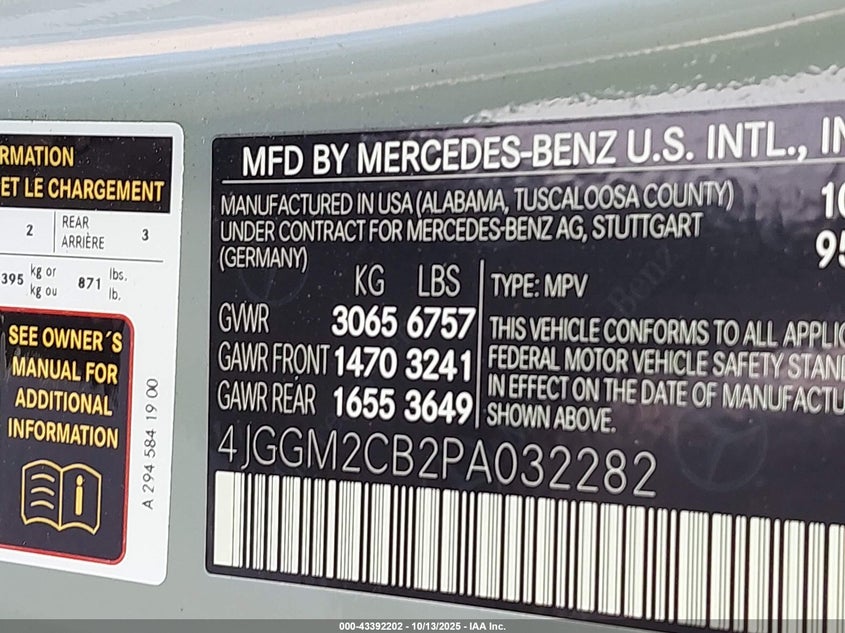 RMATION
ET LE CHARGEMENT
2 REAR ARRIÈRE 3
395 kg or kg ou 871 lbs. lb.
SEE OWNER´S
MANUAL FOR
ADDITIONAL
INFORMATION
A 294 584 19 00
MFD BY MERCEDES-BENZ U.S. INTL., IN
MANUFACTURED IN USA (ALABAMA, TUSCALOOSA COUNTY) 10
UNDER CONTRACT FOR MERCEDES-BENZ AG, STUTTGART
(GERMANY) 95
KG LBS
GVWR 3065 6757
GAWR FRONT 1470 3241
GAWR REAR 1655 3649
TYPE: MPV
THIS VEHICLE CONFORMS TO ALL APPLIC
FEDERAL MOTOR VEHICLE SAFETY STAND
IN EFFECT ON THE DATE OF MANUFACTU
SHOWN ABOVE.
4JGGM2CB2PA032282
000-43392202 - 10/13/2025 - IAA Inc.